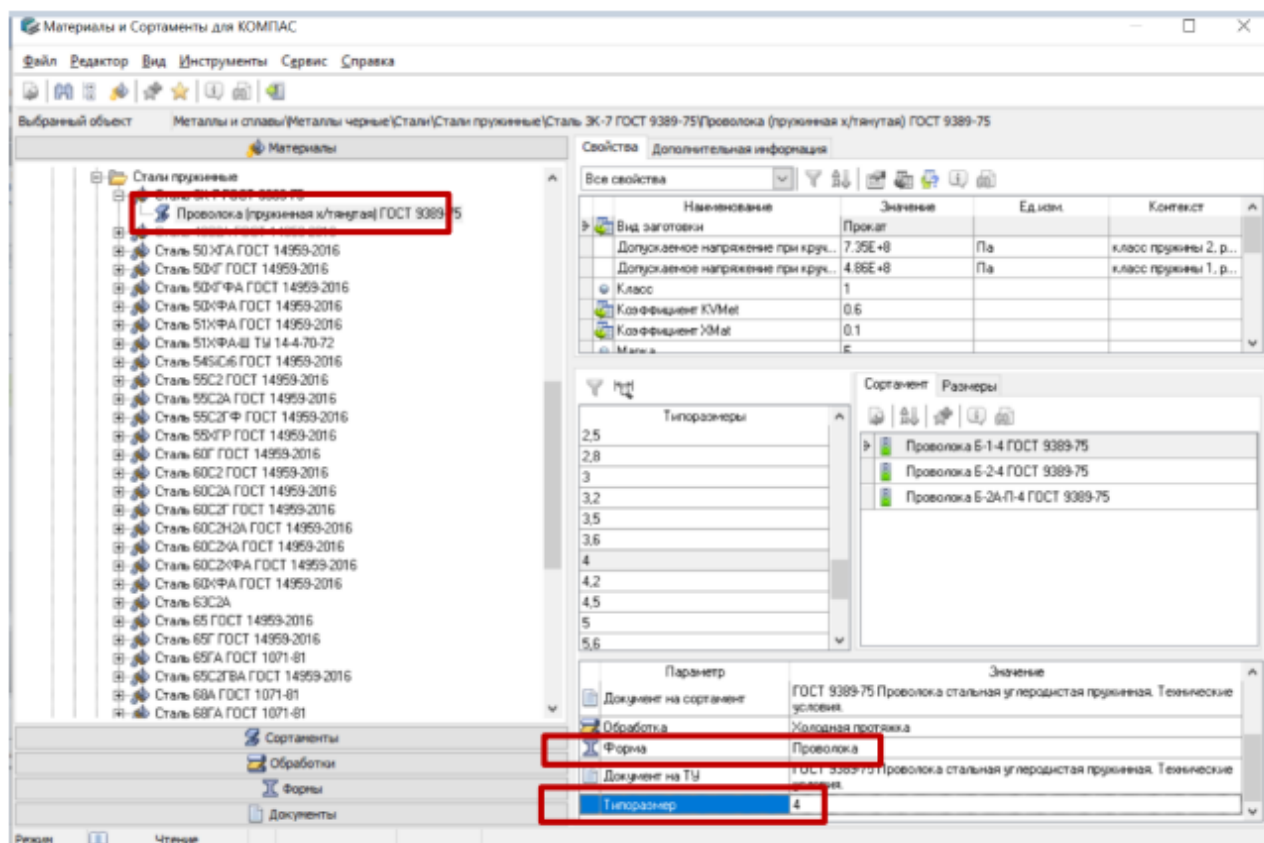 Материалы и Сортаменты для КОМПАС
Файл Редактор Вид Инструменты Сервис Справка
Выбранный объект Металлы и сплавы\Металлы черные\Стали\Стали пружинные\Сталь ЗК-7 ГОСТ 9389-75\Проволока (пружинная х/тянутая) ГОСТ 9389-75
Материалы
Стали пружинные
Проволока (пружинная х/тянутая) ГОСТ 9389-75
Сталь 50ХГА ГОСТ 14959-2016
Сталь 50ХГ ГОСТ 14959-2016
Сталь 50ХГФА ГОСТ 14959-2016
Сталь 50ХФА ГОСТ 14959-2016
Сталь 51ХФА ГОСТ 14959-2016
Сталь 51ХФА-Ш ТУ 14-4-70-72
Сталь 54SiCr6 ГОСТ 14959-2016
Сталь 55С2 ГОСТ 14959-2016
Сталь 55С2А ГОСТ 14959-2016
Сталь 55С2ГФ ГОСТ 14959-2016
Сталь 55ХГР ГОСТ 14959-2016
Сталь 60Г ГОСТ 14959-2016
Сталь 60С2 ГОСТ 14959-2016
Сталь 60С2А ГОСТ 14959-2016
Сталь 60С2Г ГОСТ 14959-2016
Сталь 60С2Н2А ГОСТ 14959-2016
Сталь 60С2ХА ГОСТ 14959-2016
Сталь 60С2ХФА ГОСТ 14959-2016
Сталь 60ХФА ГОСТ 14959-2016
Сталь 63С2А
Сталь 65 ГОСТ 14959-2016
Сталь 65Г ГОСТ 14959-2016
Сталь 65ГА ГОСТ 1071-81
Сталь 65С2ГВА ГОСТ 14959-2016
Сталь 68А ГОСТ 1071-81
Сталь 68ГА ГОСТ 1071-81
Сортаменты
Обработки
Формы
Документы
Режим Чтение
Свойства Дополнительная информация
Все свойства
Наименование Значение Ед.изм. Контекст
Вид заготовки Прокат
Допускаемое напряжение при круч... 7.35E+8 Па класс пружины 2, р...
Допускаемое напряжение при круч... 4.86E+8 Па класс пружины 1, р...
Класс 1
Коэффициент KVMet 0.6
Коэффициент XMat 0.1
Марка Б
Типоразмеры
2,5
2,8
3
3,2
3,5
3,6
4
4,2
4,5
5
5,6
Сортамент Размеры
Проволока Б-1-4 ГОСТ 9389-75
Проволока Б-2-4 ГОСТ 9389-75
Проволока Б-2А-П-4 ГОСТ 9389-75
Параметр Значение
Документ на сортамент ГОСТ 9389-75 Проволока стальная углеродистая пружинная. Технические
условия.
Обработка Холодная протяжка
Форма Проволока
Документ на ТУ ГОСТ 9389-75 Проволока стальная углеродистая пружинная. Технические
условия.
Типоразмер 4